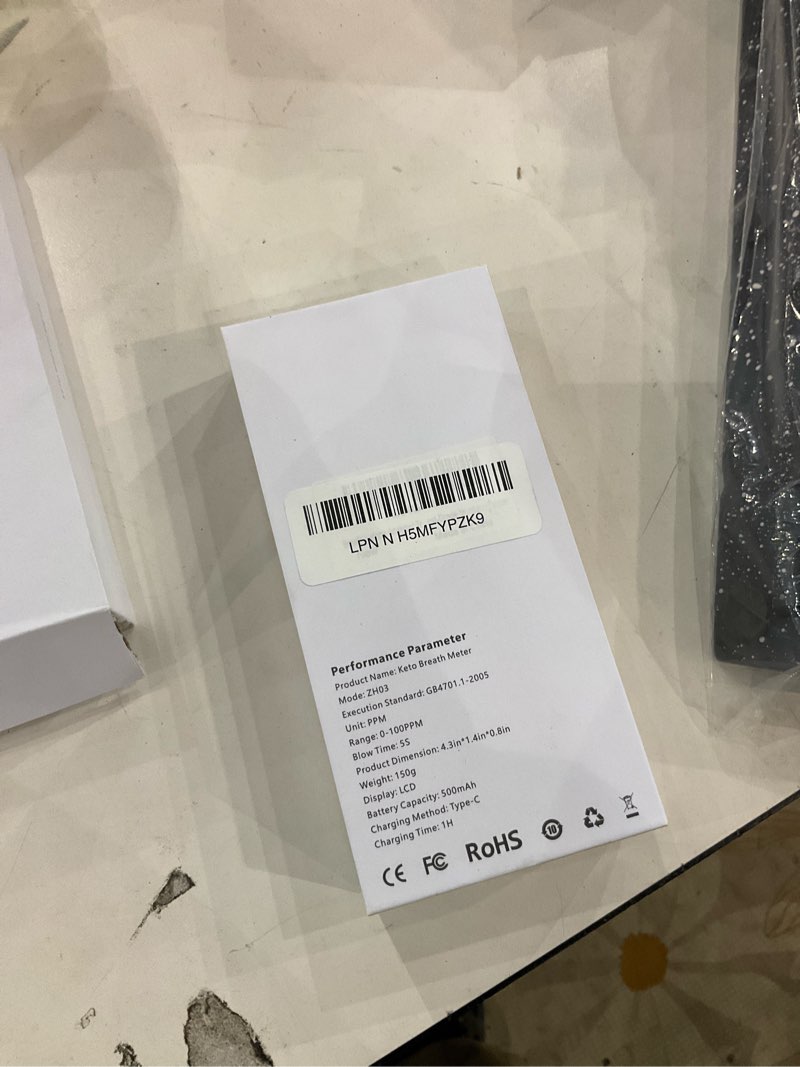 LPN N H5MFYPZK9
Performance Parameter
Product Name: Keto Breath Meter
Mode: ZH03
Execution Standard: GB4701.1-2005
Unit: PPM
Range: 0-100PPM
Blow Time: 5S
Product Dimension: 4.3in*1.4in*0.8in
Weight: 150g
Display: LCD
Battery Capacity: 500mAh
Charging Method: Type-C
Charging Time: 1H
CE FC RoHS 10